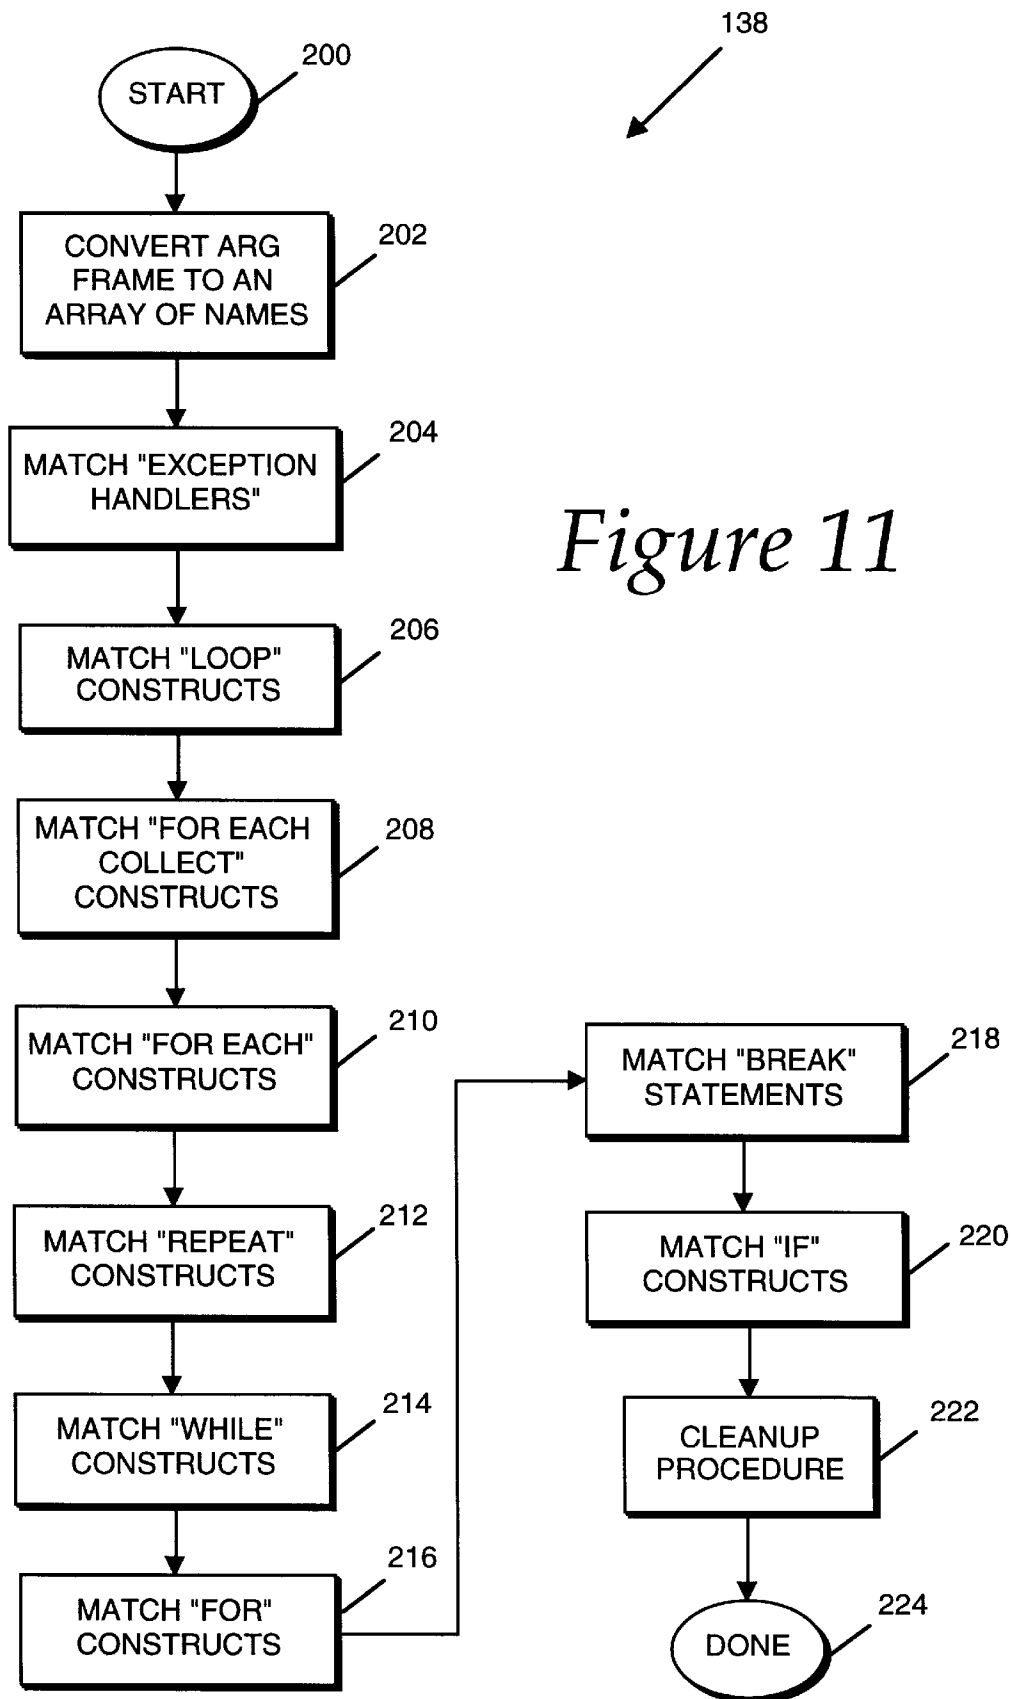 138
START
200
CONVERT ARG
FRAME TO AN
ARRAY OF NAMES
202
MATCH "EXCEPTION
HANDLERS"
204
Figure 11
MATCH "LOOP"
CONSTRUCTS
206
MATCH "FOR EACH
COLLECT"
CONSTRUCTS
208
MATCH "FOR EACH"
CONSTRUCTS
210
MATCH "REPEAT"
CONSTRUCTS
212
MATCH "WHILE"
CONSTRUCTS
214
MATCH "FOR"
CONSTRUCTS
216
MATCH "BREAK"
STATEMENTS
218
MATCH "IF"
CONSTRUCTS
220
CLEANUP
PROCEDURE
222
DONE
224